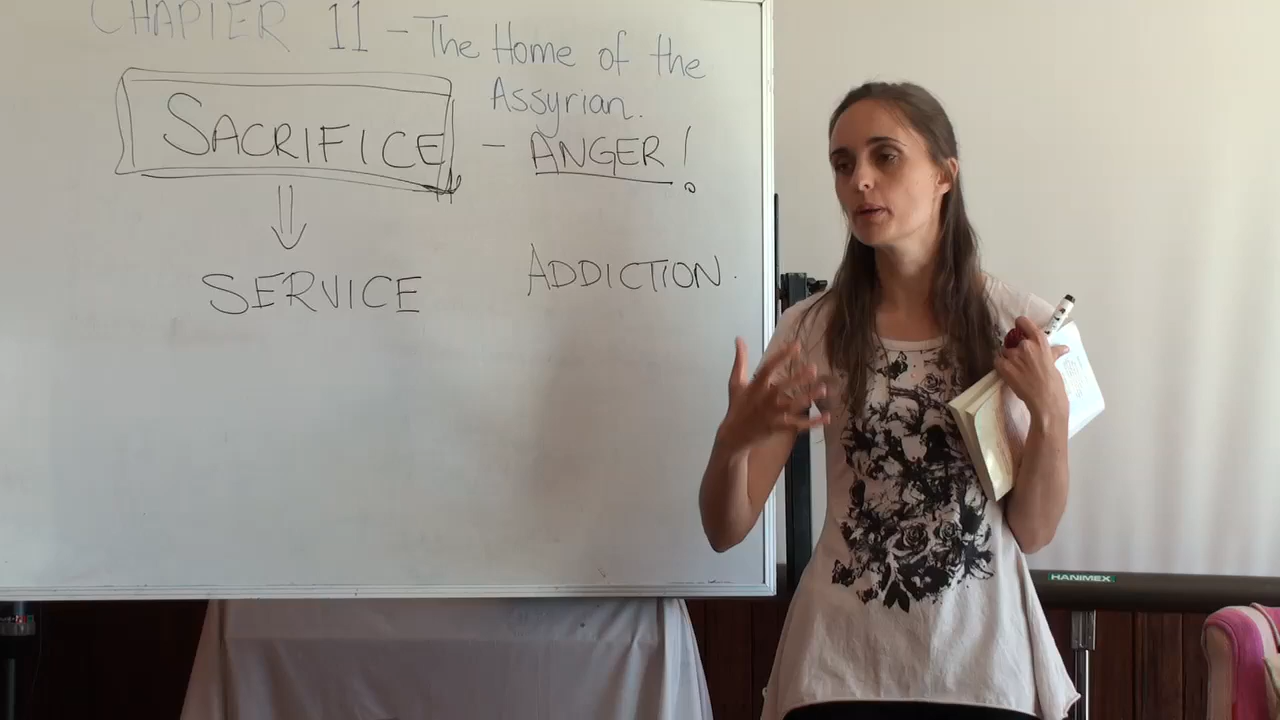 CHAPTER 11 - The Home of the
Assyrian.
SACRIFICE - ANGER!
SERVICE ADDICTION.
HANIMEX